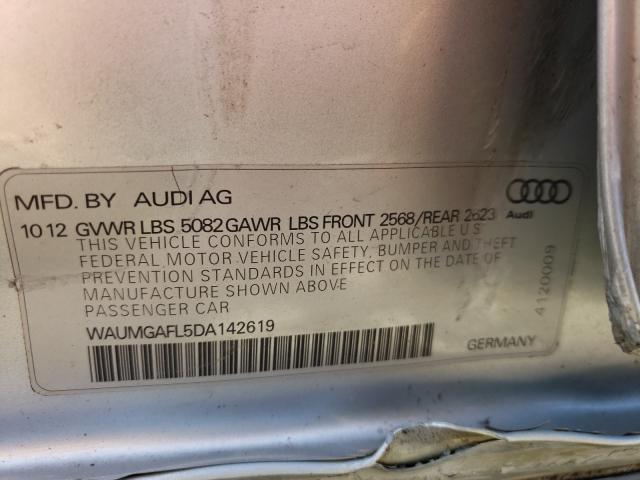 MFD. BY AUDI AG
10 12 GVWR LBS 5082 GAWR LBS FRONT 2568/REAR 2623
Audi
THIS VEHICLE CONFORMS TO ALL APPLICABLE U S
FEDERAL MOTOR VEHICLE SAFETY, BUMPER AND THEFT
PREVENTION STANDARDS IN EFFECT ON THE DATE OF
MANUFACTURE SHOWN ABOVE
PASSENGER CAR
4120009
WAUMGAFL5DA142619
GERMANY